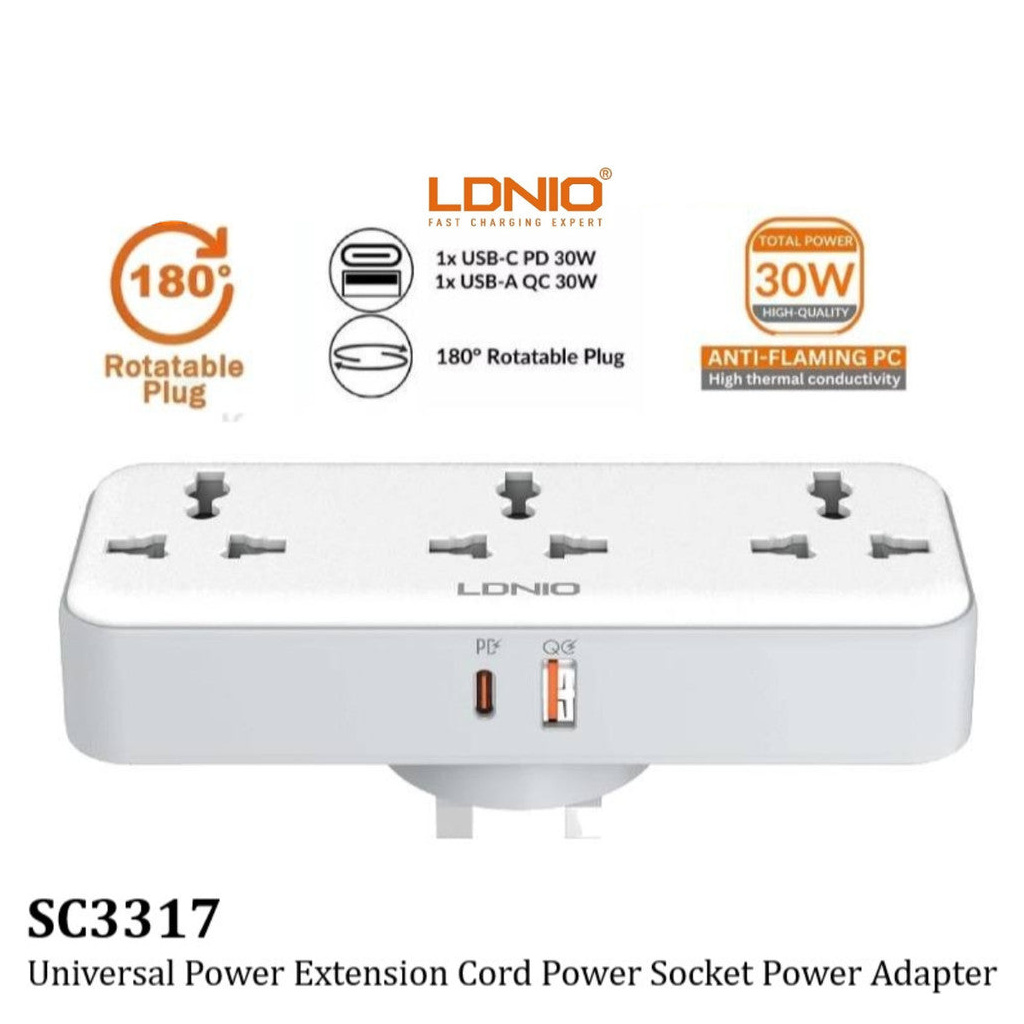 LDNIO®
FAST CHARGING EXPERT
180°
Rotatable
Plug
1x USB-C PD 30W
1x USB-A QC 30W
180° Rotatable Plug
TOTAL POWER
30W
HIGH-QUALITY
ANTI-FLAMING PC
High thermal conductivity
LDNIO
PD QC
SC3317
Universal Power Extension Cord Power Socket Power Adapter